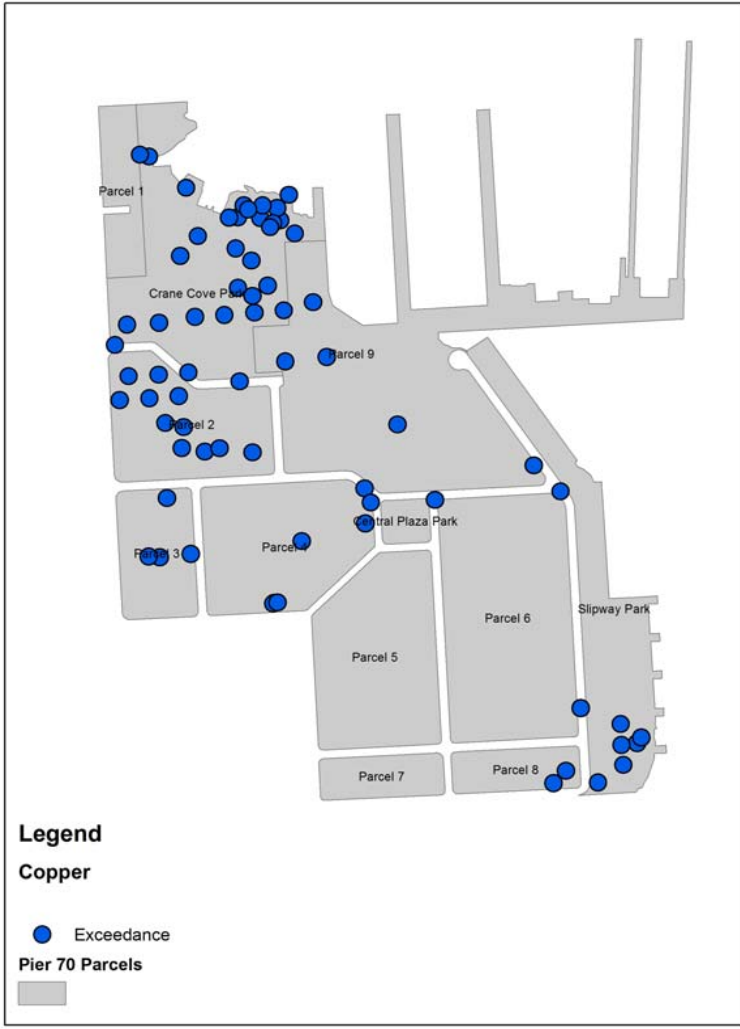 Parcel 1
Crane Cove Park
Parcel 9
Parcel 2
Central Plaza Park
Parcel 4
Parcel 3
Slipway Park
Parcel 6
Parcel 5
Parcel 8
Parcel 7
Legend
Copper
Exceedance
Pier 70 Parcels